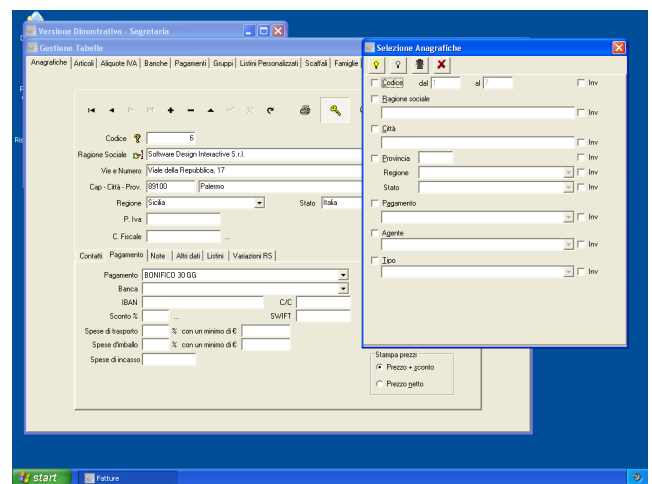 Versione Dimostrativa - Segretaria
Gestione Tabelle
Anagrafiche Articoli Aliquote IVA Banche Pagamenti Gruppi Listini Personalizzati Scaffali Famiglie
Codice 6
Ragione Sociale Software Design Interactive S.r.l.
Vie e Numero Viale della Repubblica, 17
Cap - Città - Prov. 89100 Palermo
Regione Sicilia Stato Italia
P. Iva
C. Fiscale ...
Contatti Pagamento Note Altri dati Listini Variazioni RS
Pagamento BONIFICO 30 GG
Banca
IBAN C/C
Sconto % ... SWIFT
Spese di trasporto % con un minimo di €
Spese d'imballo % con un minimo di €
Spese di incasso
Stampa prezzi
Prezzo + sconto
Prezzo netto
Selezione Anagrafiche
Codice dal 1 al 7 Inv
Ragione sociale
Inv
Città
Inv
Provincia Inv
Regione Inv
Stato Inv
Pagamento
Inv
Agente
Inv
Tipo
Inv
start Fatture